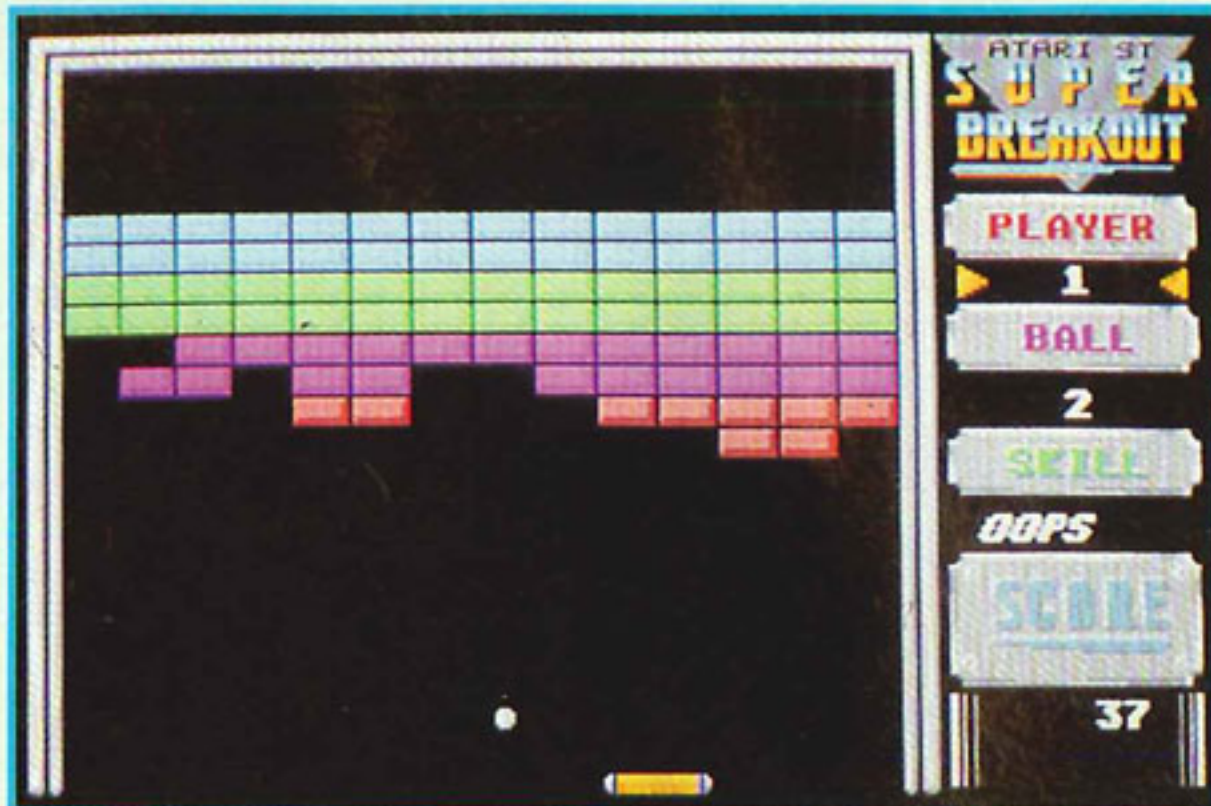 ATARI ST
SUPER
BREAKOUT
PLAYER
1
BALL
2
SKILL
OOPS
SCORE
37